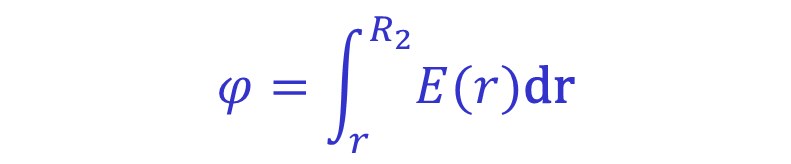 φ = ∫_r^{R_2} E(r)dr